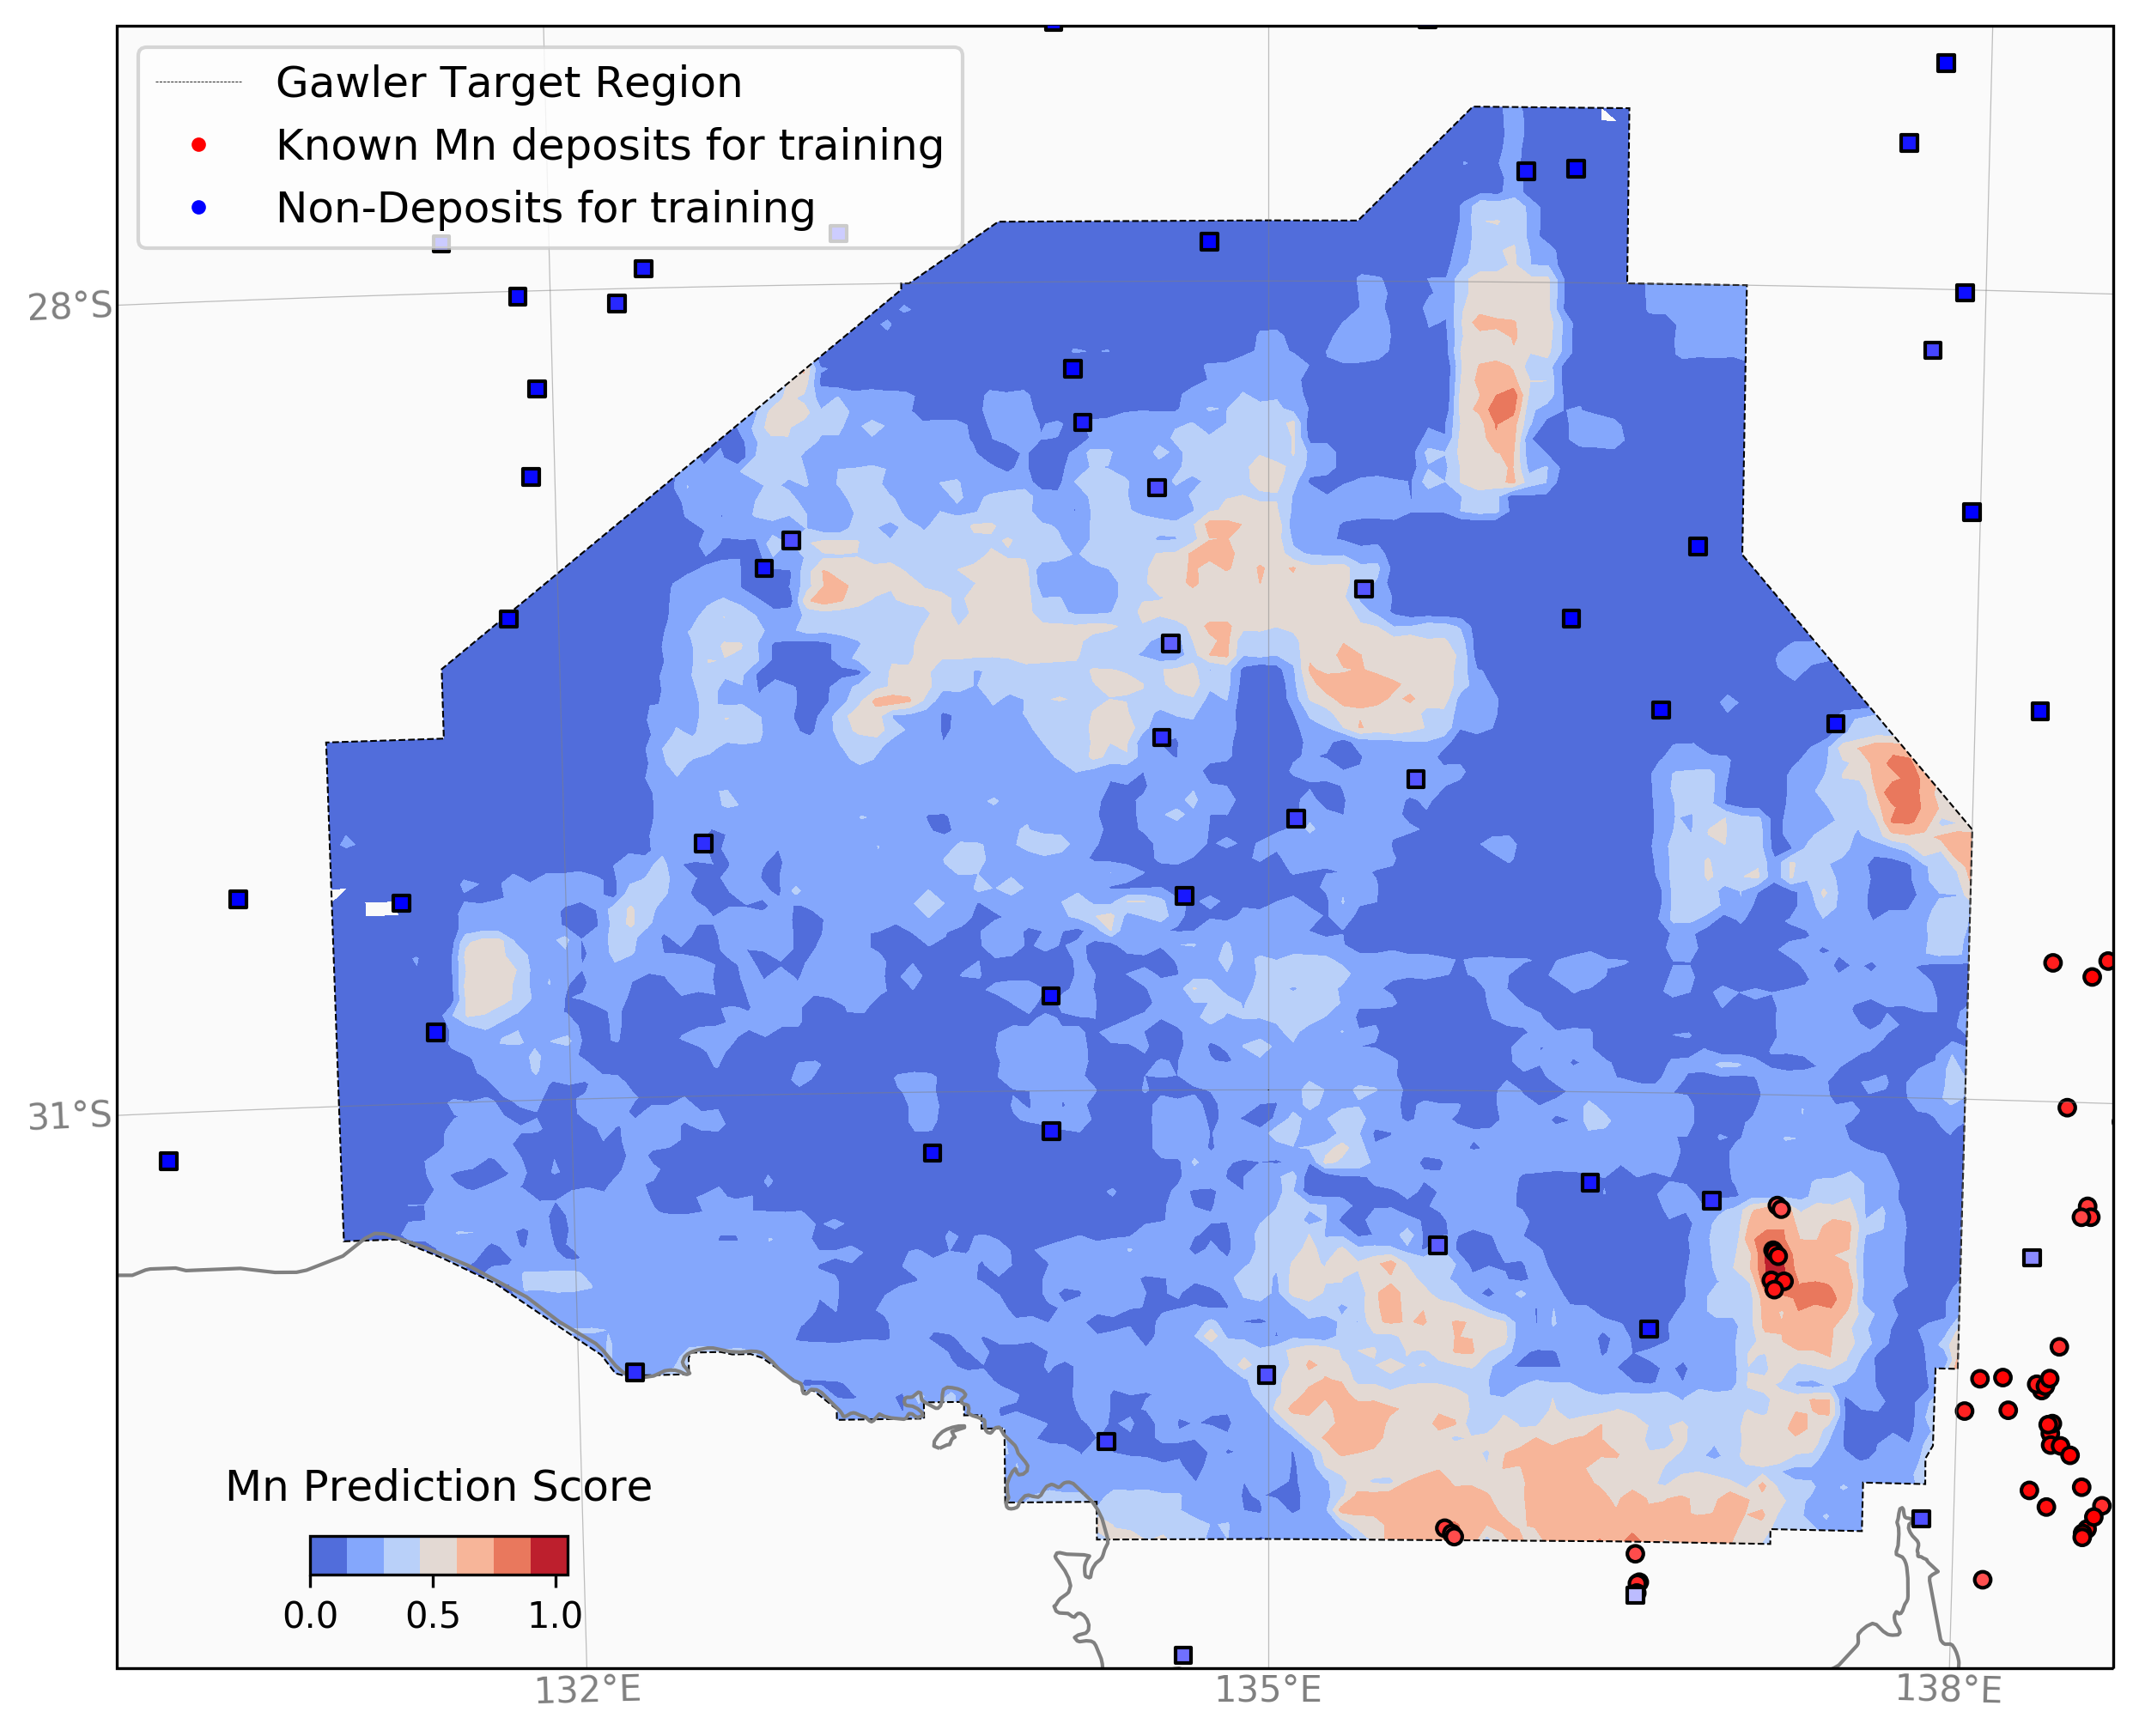 Gawler Target Region
Known Mn deposits for training
Non-Deposits for training
28°S
31°S
Mn Prediction Score
0.0 0.5 1.0
132°E 135°E 138°E